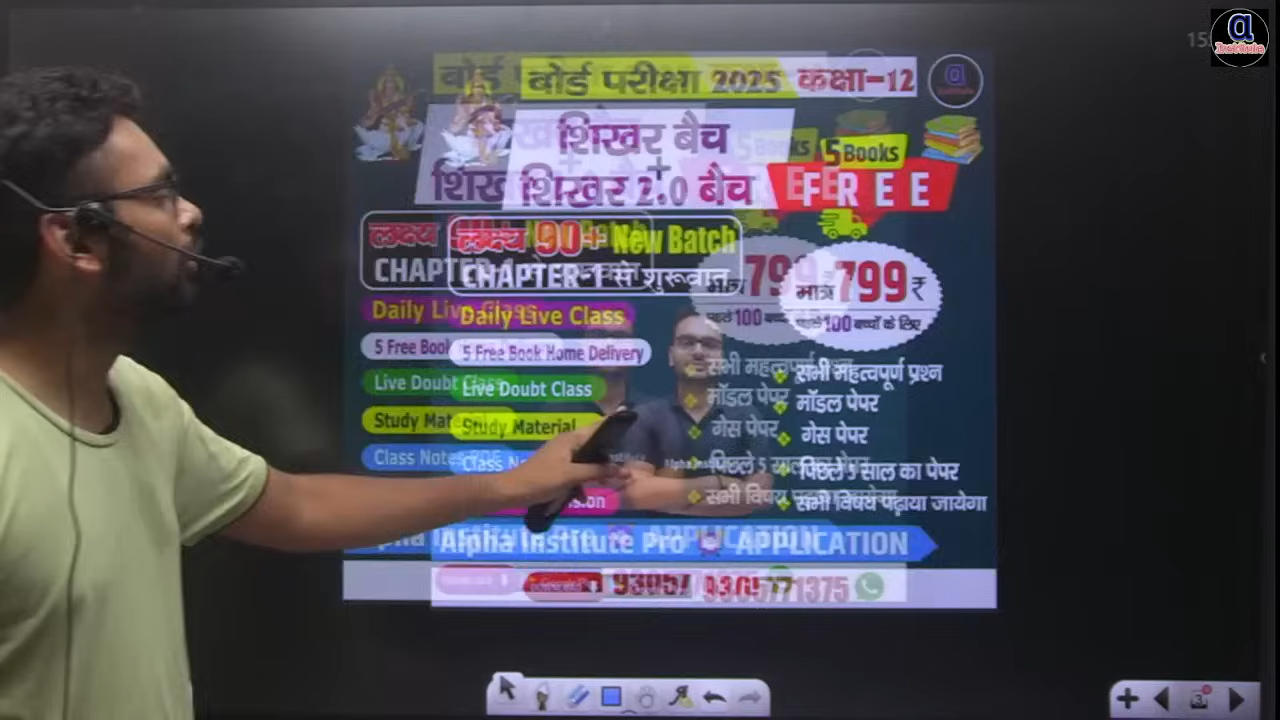 α
Institute
बोर्ड परीक्षा 2025 कक्षा-12
शिखर बैच
+
शिखर 2.0 बैच
5 Books
FREE
लक्ष्य 90+ New Batch
CHAPTER-1 से शुरूवात
मात्र 799 ₹
पहले 100 बच्चों के लिए
Daily Live Class
5 Free Book Home Delivery
Live Doubt Class
Study Material
सभी महत्वपूर्ण प्रश्न
मॉडल पेपर
गेस पेपर
पिछले 5 साल का पेपर
सभी विषय पढ़ाया जायेगा
Alpha Institute Pro APPLICATION